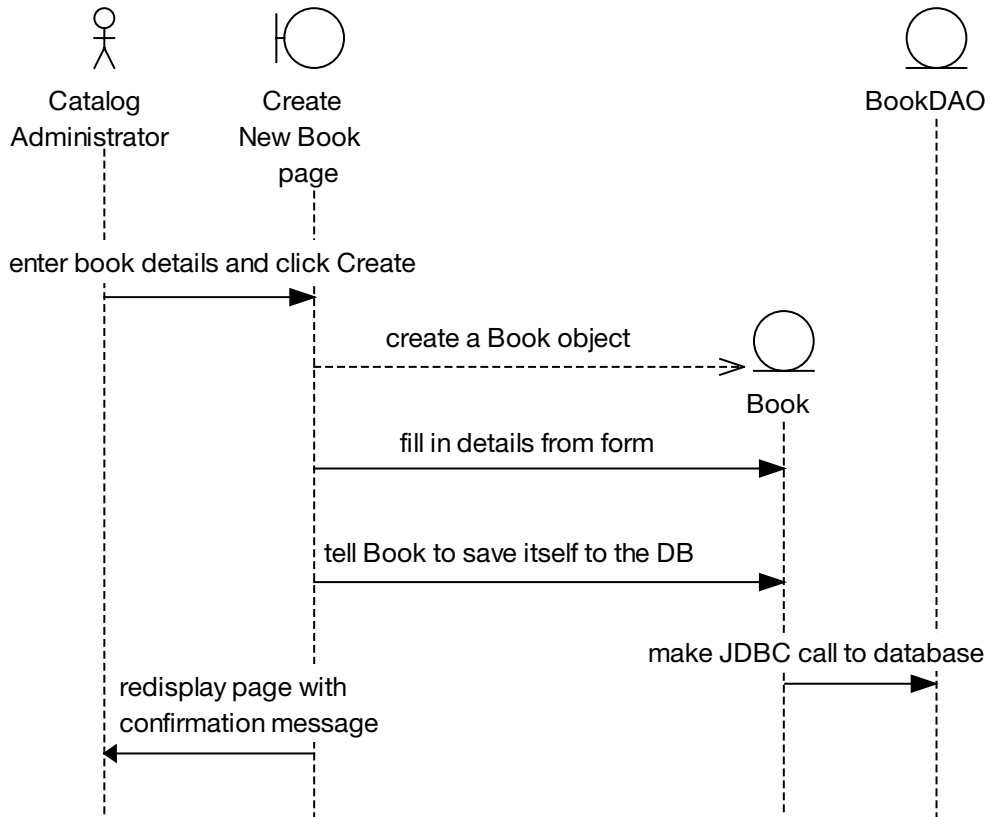 Catalog
Administrator
Create
New Book
page
BookDAO
enter book details and click Create
create a Book object
Book
fill in details from form
tell Book to save itself to the DB
make JDBC call to database
redisplay page with
confirmation message